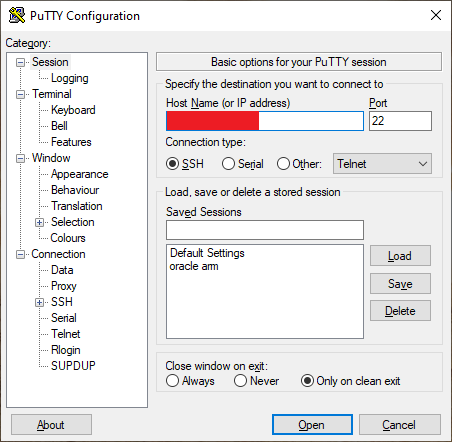 PuTTY Configuration
Category:
Session
Logging
Terminal
Keyboard
Bell
Features
Window
Appearance
Behaviour
Translation
Selection
Colours
Connection
Data
Proxy
SSH
Serial
Telnet
Rlogin
SUPDUP
Basic options for your PuTTY session
Specify the destination you want to connect to
Host Name (or IP address) Port
22
Connection type:
SSH Serial Other: Telnet
Load, save or delete a stored session
Saved Sessions
Default Settings
oracle arm
Load
Save
Delete
Close window on exit:
Always Never Only on clean exit
About Open Cancel